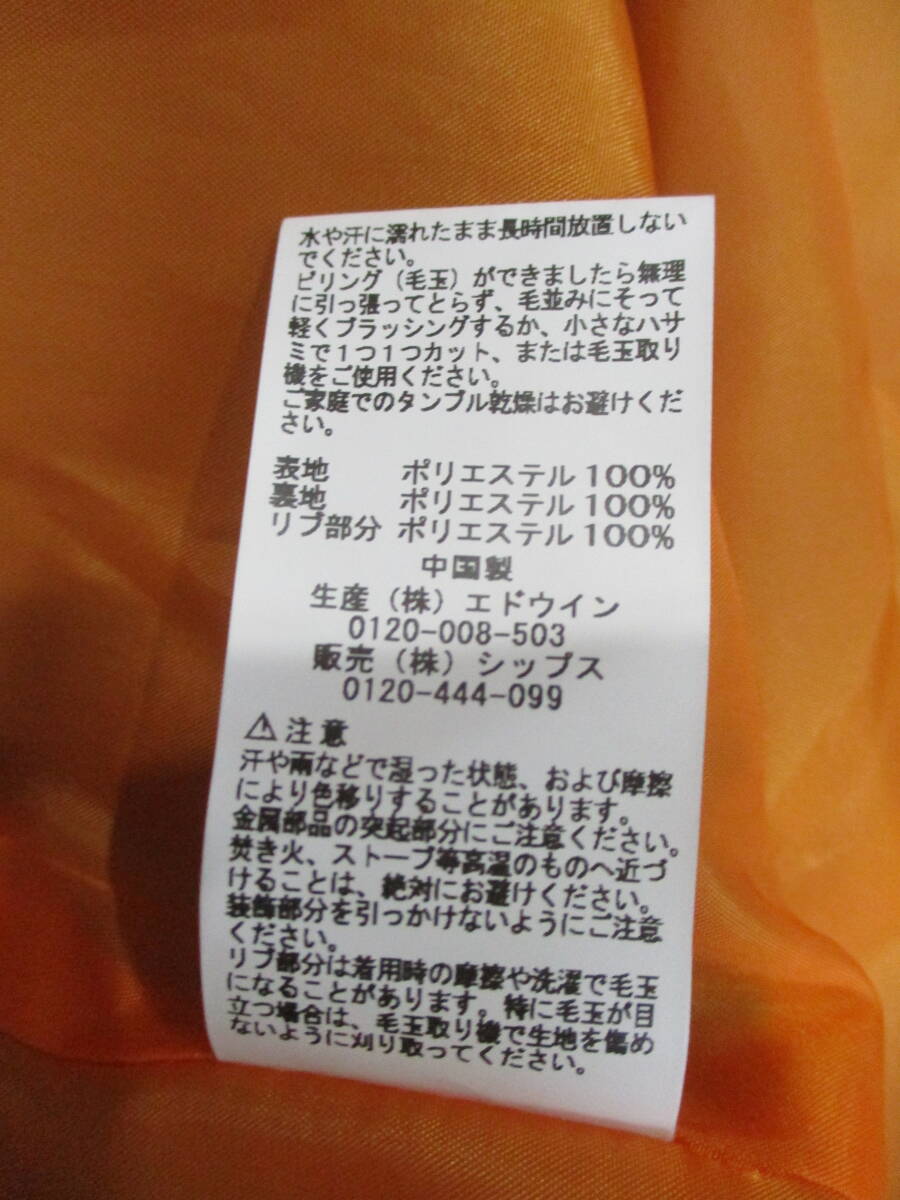 水や汗に濡れたまま長時間放置しない
でください。
ピリング（毛玉）ができましたら無理
に引っ張ってとらず、毛並みにそって
軽くブラッシングするか、小さなハサ
ミで１つ１つカット、または毛玉取り
機をご使用ください。
ご家庭でのタンブル乾燥はお避けくだ
さい。
表地 ポリエステル 100%
裏地 ポリエステル 100%
リブ部分 ポリエステル 100%
中国製
生産（株）エドウイン
0120-008-503
販売（株）シップス
0120-444-099
⚠注意
汗や雨などで湿った状態、および摩擦
により色移りすることがあります。
金属部品の突起部分にご注意ください。
焚き火、ストーブ等高温のものへ近づ
けることは、絶対にお避けください。
装飾部分を引っかけないようにご注意
ください。
リブ部分は着用時の摩擦や洗濯で毛玉
になることがあります。特に毛玉が目
立つ場合は、毛玉取り機で生地を傷め
ないように刈り取ってください。